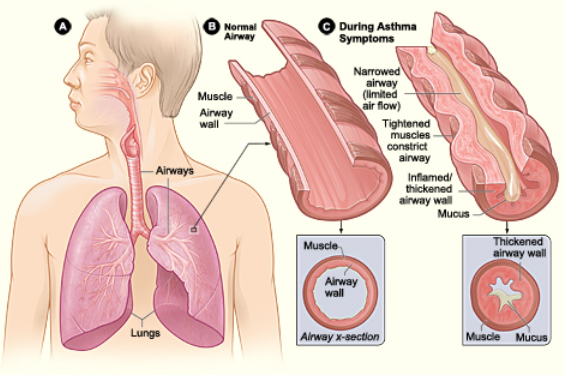 A
Airways
Lungs
B Normal
Airway
Muscle
Airway
wall
Muscle
Airway
wall
Airway x-section
C During Asthma
Symptoms
Narrowed
airway
(limited
air flow)
Tightened
muscles
constrict
airway
Inflamed/
thickened
airway wall
Mucus
Thickened
airway wall
Muscle
Mucus